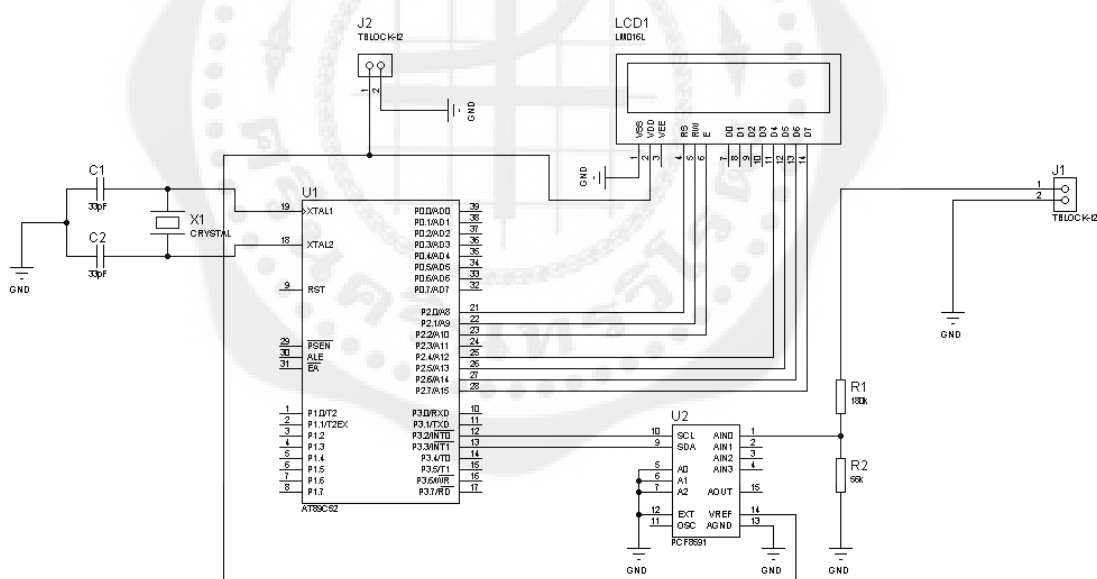 J2
TBLOCK-I2
1
2
GND
LCD1
LM016L
VSS
VDD
VEE
RS
RW
E
D0
D1
D2
D3
D4
D5
D6
D7
1
2
3
4
5
6
7
8
9
10
11
12
13
14
GND
J1
1
2
TBLOCK-I2
GND
C1
33pF
X1
CRYSTAL
C2
33pF
GND
U1
19 XTAL1
18 XTAL2
9 RST
29 PSEN
30 ALE
31 EA
1 P1.0/T2
2 P1.1/T2EX
3 P1.2
4 P1.3
5 P1.4
6 P1.5
7 P1.6
8 P1.7
P0.0/AD0 39
P0.1/AD1 38
P0.2/AD2 37
P0.3/AD3 36
P0.4/AD4 35
P0.5/AD5 34
P0.6/AD6 33
P0.7/AD7 32
P2.0/A8 21
P2.1/A9 22
P2.2/A10 23
P2.3/A11 24
P2.4/A12 25
P2.5/A13 26
P2.6/A14 27
P2.7/A15 28
P3.0/RXD 10
P3.1/TXD 11
P3.2/INT0 12
P3.3/INT1 13
P3.4/T0 14
P3.5/T1 15
P3.6/WR 16
P3.7/RD 17
AT89C52
U2
10 SCL
9 SDA
5 A0
6 A1
7 A2
12 EXT
11 OSC
AIN0 1
AIN1 2
AIN2 3
AIN3 4
AOUT 15
VREF 14
AGND 13
PCF8591
GND
GND
R1
180k
R2
56k
GND